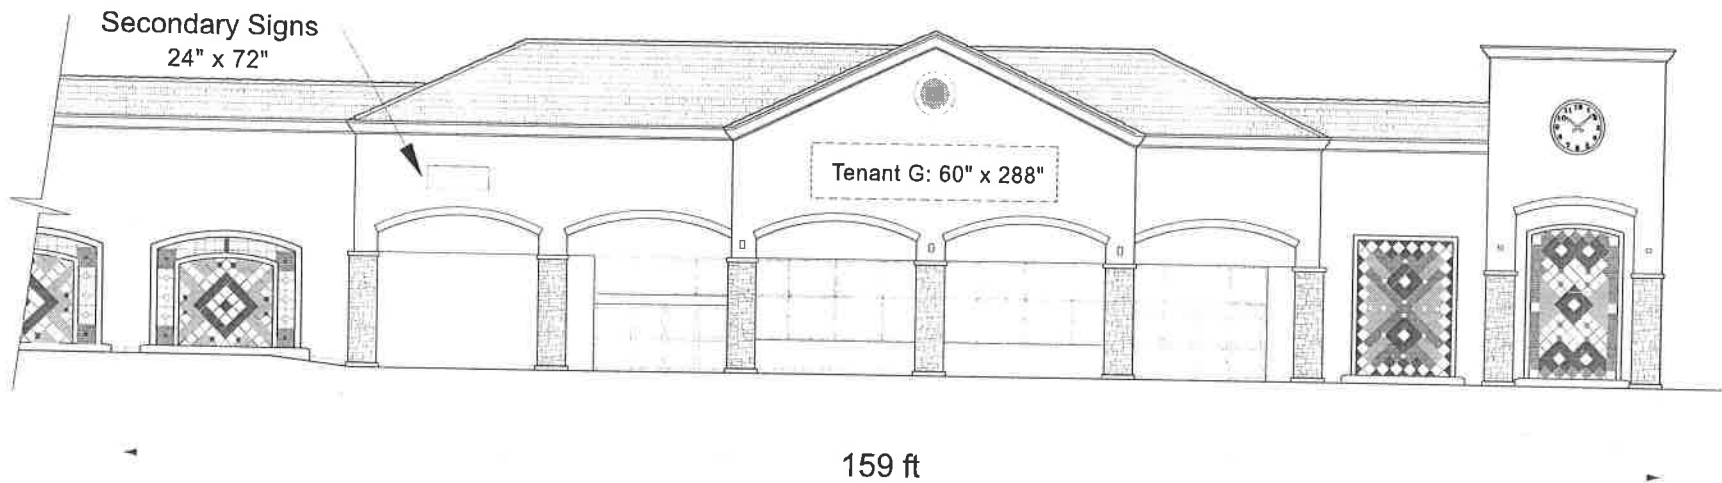 Secondary Signs
24" x 72"
Tenant G: 60" x 288"
159 ft